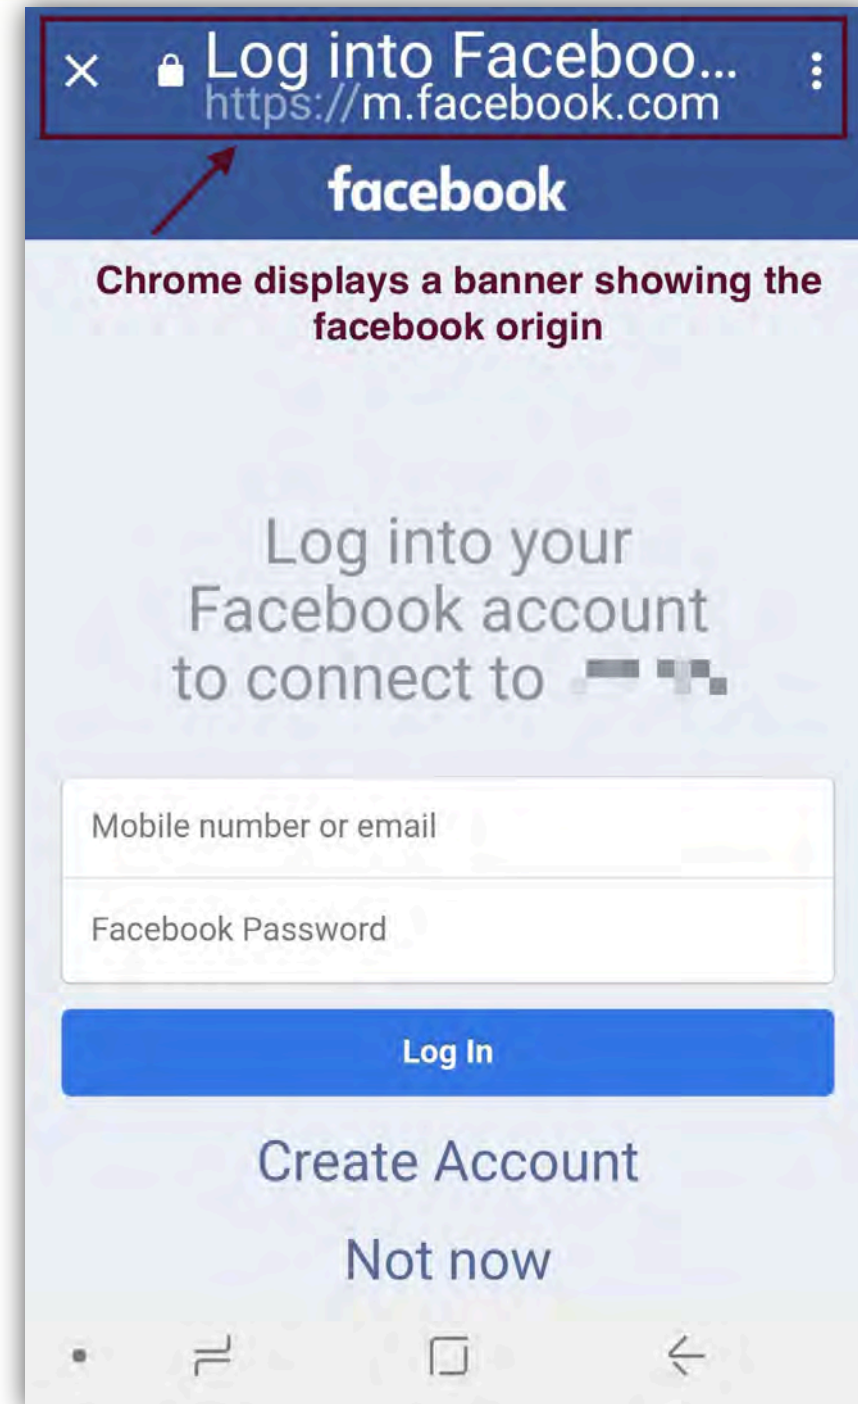 Log into Faceboo...
https://m.facebook.com
facebook
Chrome displays a banner showing the
facebook origin
Log into your
Facebook account
to connect to
Mobile number or email
Facebook Password
Log In
Create Account
Not now